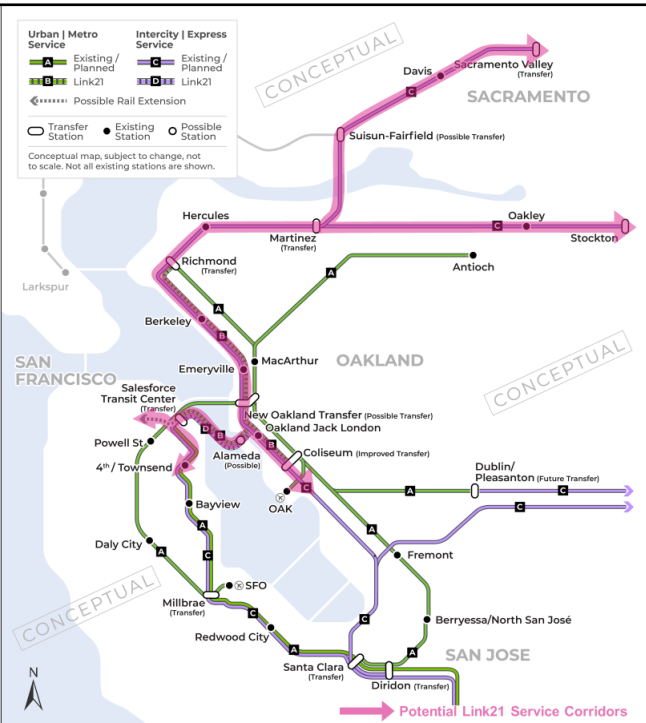 Urban | Metro
Service
A
Existing /
Planned
B
Link21
Intercity | Express
Service
C
Existing /
Planned
D
Link21
Possible Rail Extension
Transfer
Station
Existing
Station
Possible
Station
Conceptual map, subject to change, not
to scale. Not all existing stations are shown.
CONCEPTUAL
Davis
Sacramento Valley
(Transfer)
C
SACRAMENTO
Suisun-Fairfield (Possible Transfer)
Hercules
Martinez
(Transfer)
C
Oakley
Stockton
Richmond
(Transfer)
Antioch
Larkspur
A
A
Berkeley
B
Emeryville
MacArthur
OAKLAND
CONCEPTUAL
SAN
FRANCISCO
Salesforce
Transit Center
(Transfer)
New Oakland Transfer (Possible Transfer)
Oakland Jack London
D
B
B
Powell St
Alameda
(Possible)
Coliseum (Improved Transfer)
4th / Townsend
Dublin/
Pleasanton (Future Transfer)
C
A
C
OAK
Bayview
C
A
A
Daly City
A
C
Fremont
CONCEPTUAL
SFO
Millbrae
(Transfer)
C
C
Berryessa/North San José
Redwood City
A
A
SAN JOSE
Santa Clara
(Transfer)
Diridon (Transfer)
N
Potential Link21 Service Corridors